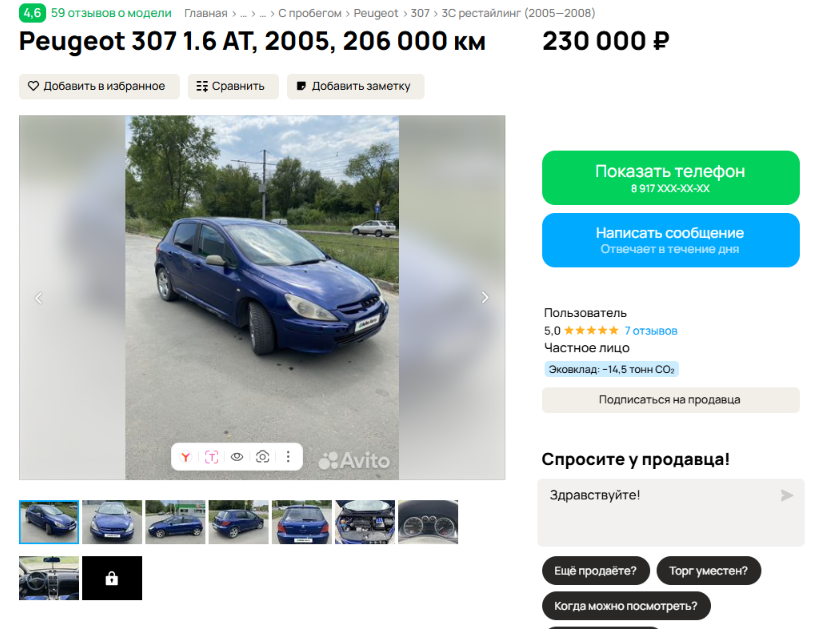 4,6 59 отзывов о модели Главная › ... › ... › С пробегом › Peugeot › 307 › 3С рестайлинг (2005—2008)
Peugeot 307 1.6 AT, 2005, 206 000 км
230 000 ₽
Добавить в избранное Сравнить Добавить заметку
Показать телефон
8 917 XXX-XX-XX
Написать сообщение
Отвечает в течение дня
Пользователь
5,0 ★★★★★ 7 отзывов
Частное лицо
Эковклад: −14,5 тонн CO₂
Подписаться на продавца
Avito
Спросите у продавца!
Здравствуйте!
Ещё продаёте? Торг уместен?
Когда можно посмотреть?